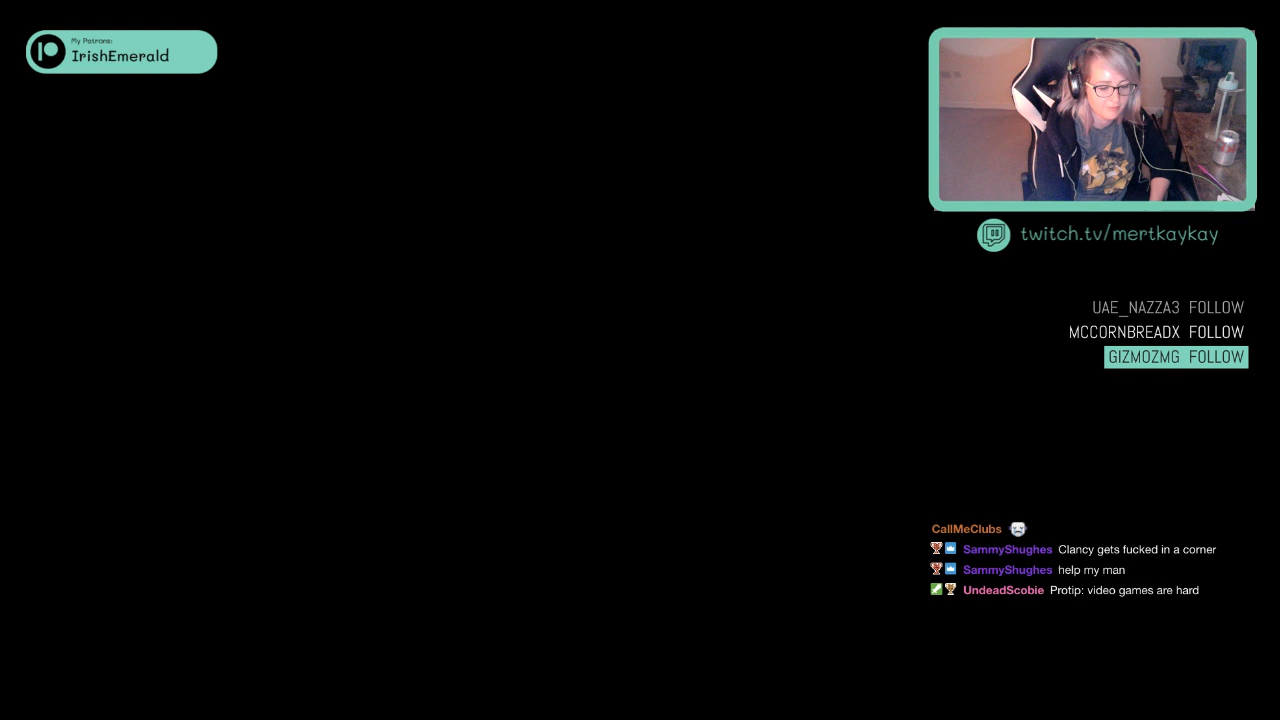 My Patrons:
IrishEmerald
twitch.tv/mertkaykay
UAE_NAZZA3 FOLLOW
MCCORNBREADX FOLLOW
GIZMOZMG FOLLOW
CallMeClubs
SammyShughes Clancy gets fucked in a corner
SammyShughes help my man
UndeadScobie Protip: video games are hard